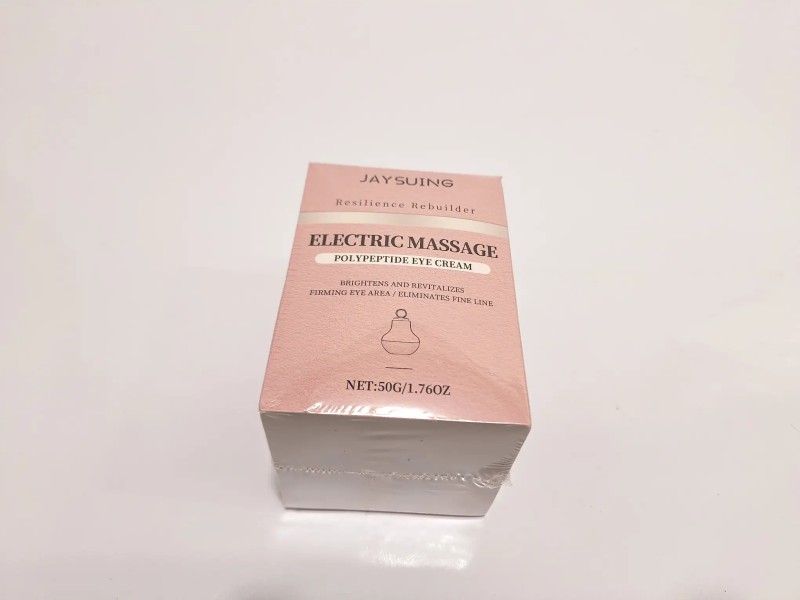 JAYSUING
Resilience Rebuilder
ELECTRIC MASSAGE
POLYPEPTIDE EYE CREAM
BRIGHTENS AND REVITALIZES
FIRMING EYE AREA / ELIMINATES FINE LINE
NET:50G/1.76OZ